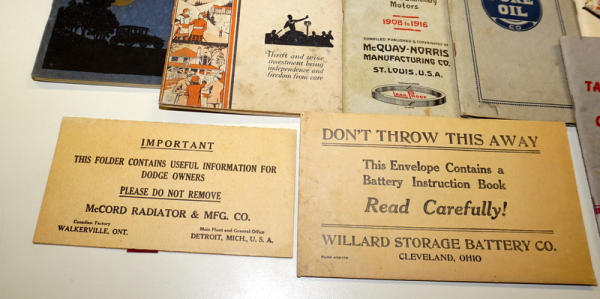 Motors
1908 to 1916
COMPILED PUBLISHED & COPYRIGHTED BY
McQUAY-NORRIS
MANUFACTURING CO.
ST. LOUIS, U.S.A.
Thrift and wise
investment bring
independence and
freedom from care
OIL
CO
TA
IMPORTANT
THIS FOLDER CONTAINS USEFUL INFORMATION FOR
DODGE OWNERS
PLEASE DO NOT REMOVE
McCORD RADIATOR & MFG. CO.
Canadian Factory
WALKERVILLE, ONT.
Main Plant and General Office
DETROIT, MICH., U. S. A.
DON'T THROW THIS AWAY
This Envelope Contains a
Battery Instruction Book
Read Carefully!
WILLARD STORAGE BATTERY CO.
CLEVELAND, OHIO